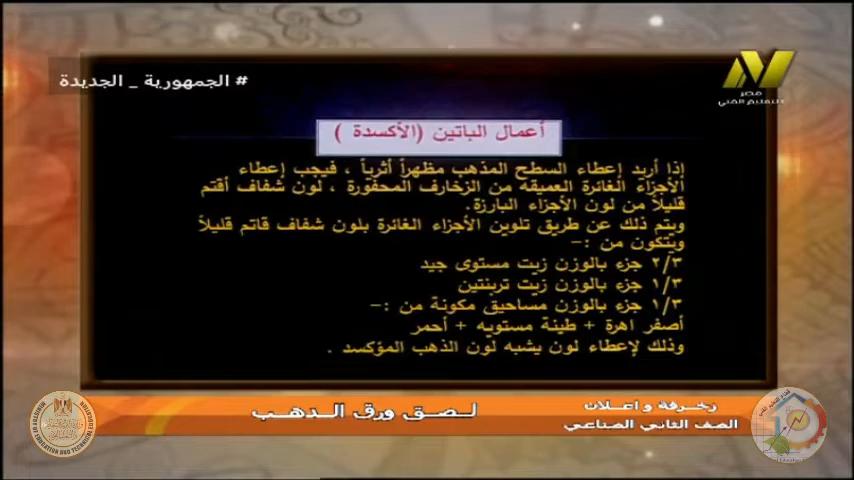 # الجمهورية _ الجديدة
مصر
التعليم الفني
أعمال الباتين (الأكسدة )
إذا أريد إعطاء السطح المذهب مظهراً أثرياً ، فيجب إعطاء
الأجزاء الغائرة العميقه من الزخارف المحفورة ، لون شفاف أقتم
قليلاً من لون الأجزاء البارزة.
ويتم ذلك عن طريق تلوين الأجزاء الغائرة بلون شفاف قاتم قليلاً
ويتكون من :-
٢/٣ جزء بالوزن زيت مستوى جيد
١/٣ جزء بالوزن زيت تربنتين
١/٣ جزء بالوزن مساحيق مكونة من :-
أصفر اهرة + طينة مستويه + أحمر
وذلك لإعطاء لون يشبه لون الذهب المؤكسد .
زخرفة و اعلان
الصف الثاني الصناعي
لـصـق ورق الـدهـب